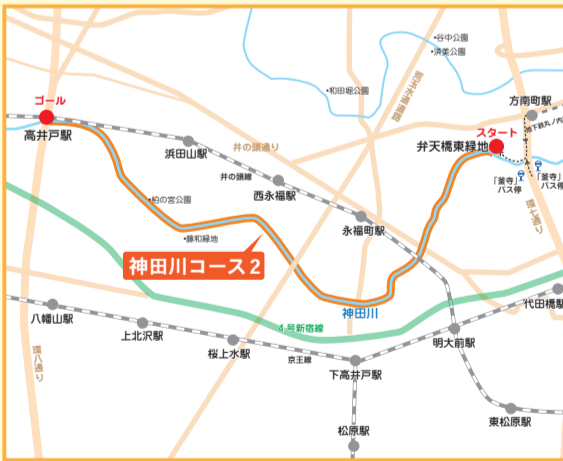 ・谷中公園
・済美公園
・和田堀公園
方南町駅
ゴール
高井戸駅
浜田山駅
井の頭通り
井の頭線
西永福駅
スタート
弁天橋東緑地
「釜寺」
バス停
「釜寺」
バス停
環七通り
・柏の宮公園
・藤和緑地
永福町駅
神田川コース2
神田川
4号新宿線
八幡山駅
上北沢駅
桜上水駅
京王線
下高井戸駅
明大前駅
代田橋駅
環八通り
松原駅
東松原駅